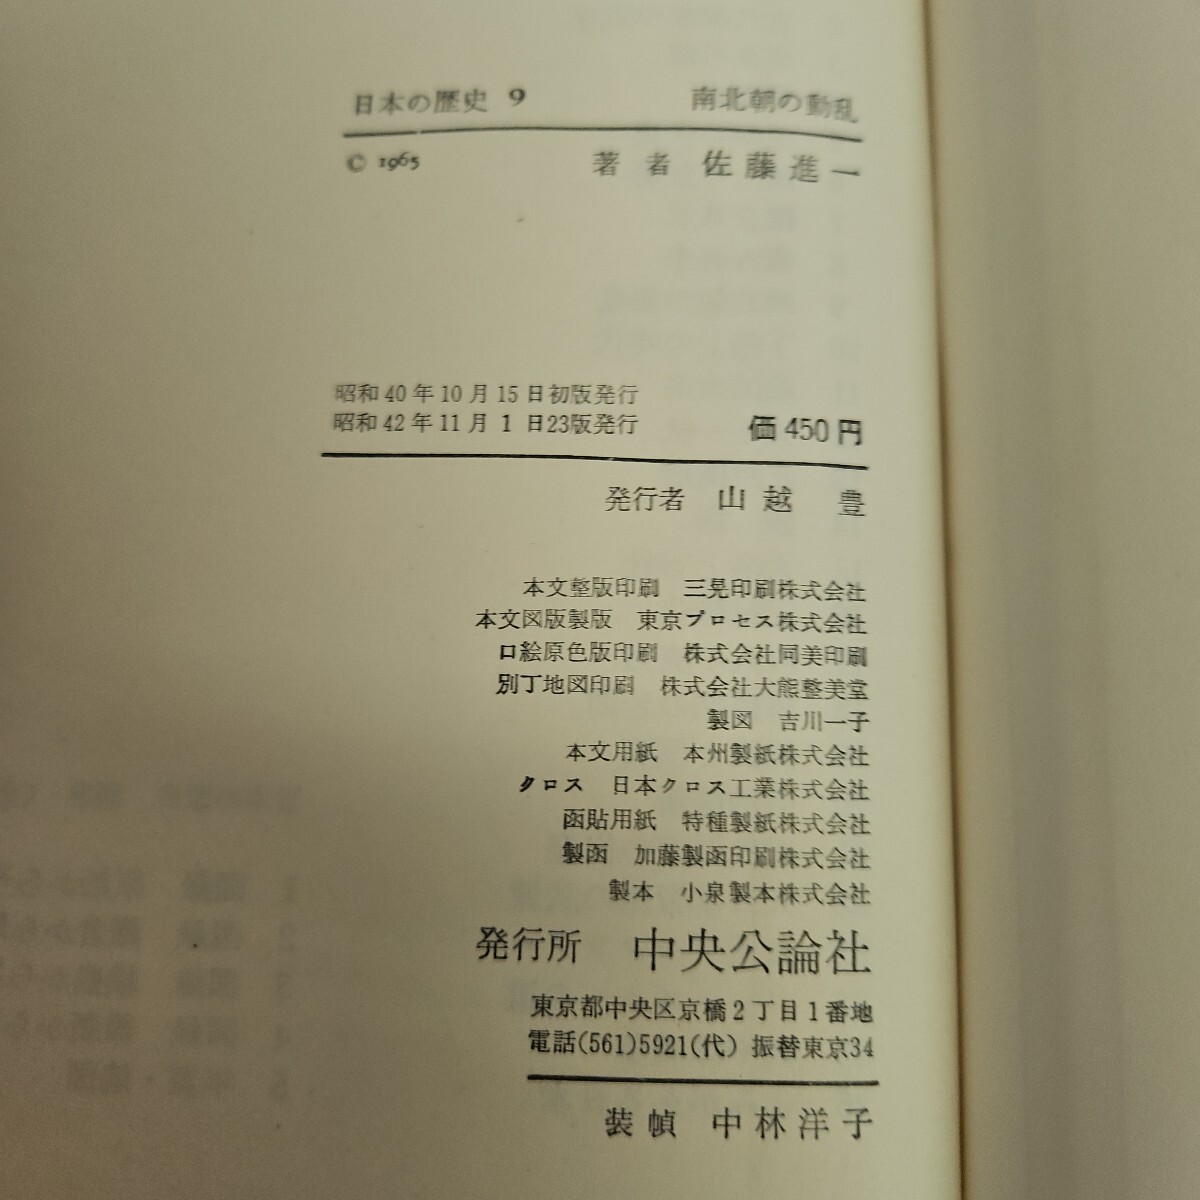 日本の歴史 9 南北朝の動乱
© 1965 著者 佐藤進一
昭和40年10月15日初版発行
昭和42年11月1日23版発行 価450円
発行者 山越 豊
本文整版印刷 三晃印刷株式会社
本文図版製版 東京プロセス株式会社
口絵原色版印刷 株式会社同美印刷
別丁地図印刷 株式会社大熊整美堂
製図 吉川一子
本文用紙 本州製紙株式会社
クロス 日本クロス工業株式会社
函貼用紙 特種製紙株式会社
製函 加藤製函印刷株式会社
製本 小泉製本株式会社
発行所 中央公論社
東京都中央区京橋2丁目1番地
電話(561)5921(代) 振替東京34
装幀 中林洋子